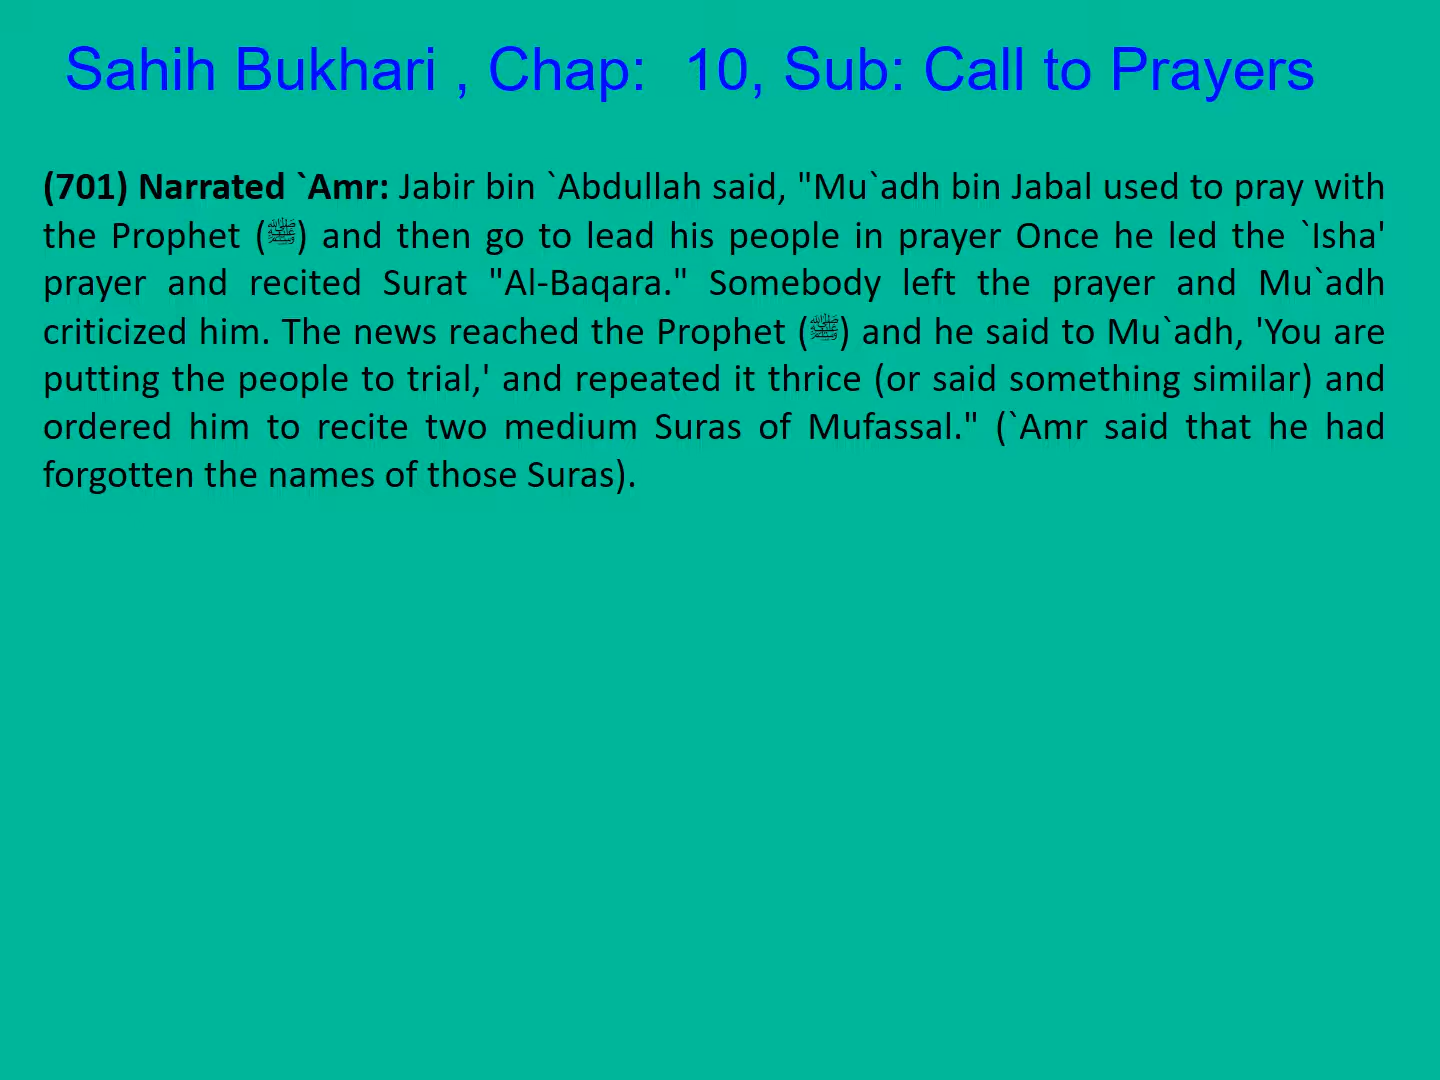 Sahih Bukhari , Chap:  10, Sub: Call to Prayers
(701) Narrated `Amr: Jabir bin `Abdullah said, "Mu`adh bin Jabal used to pray with
the Prophet (ﷺ) and then go to lead his people in prayer Once he led the `Isha'
prayer and recited Surat "Al-Baqara." Somebody left the prayer and Mu`adh
criticized him. The news reached the Prophet (ﷺ) and he said to Mu`adh, 'You are
putting the people to trial,' and repeated it thrice (or said something similar) and
ordered him to recite two medium Suras of Mufassal." (`Amr said that he had
forgotten the names of those Suras).